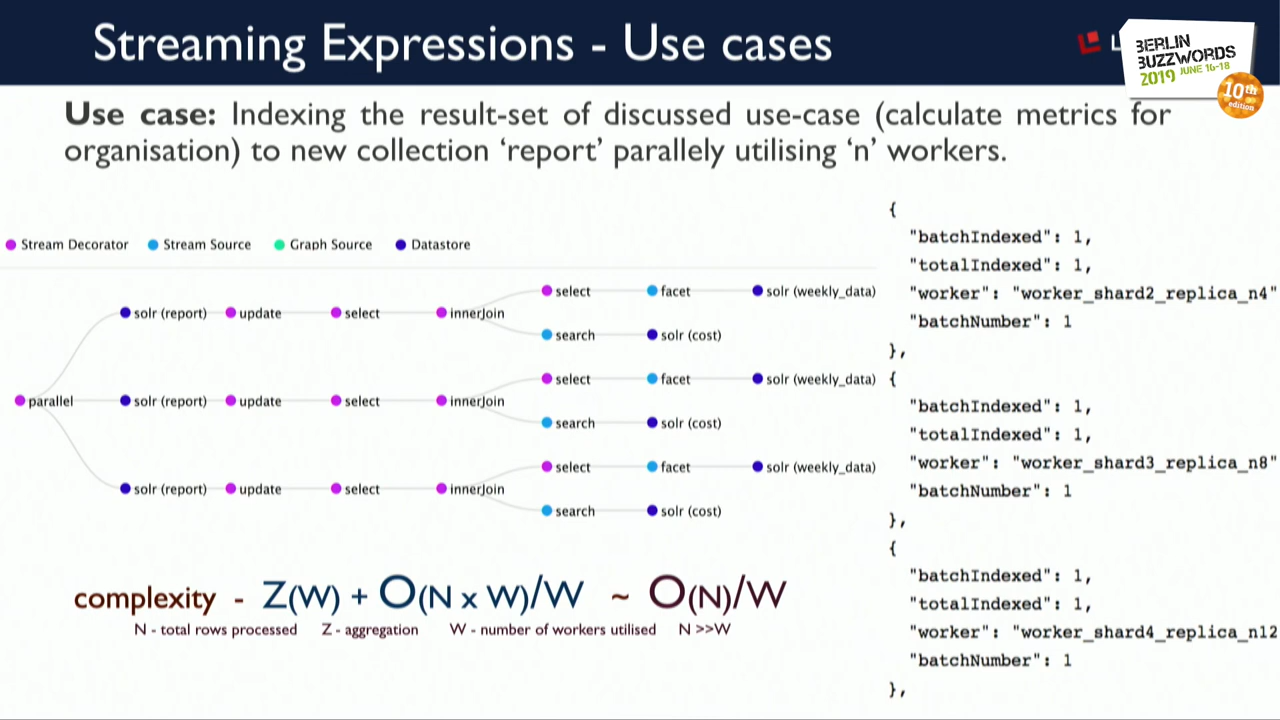 Streaming Expressions - Use cases
BERLIN
BUZZWORDS
2019 JUNE 16-18
10th
edition
Use case: Indexing the result-set of discussed use-case (calculate metrics for
organisation) to new collection ‘report’ parallely utilising ‘n’ workers.
Stream Decorator Stream Source Graph Source Datastore
select facet solr (weekly_data)
solr (report) update select innerJoin
search solr (cost)
select facet solr (weekly_data)
parallel solr (report) update select innerJoin
search solr (cost)
select facet solr (weekly_data)
solr (report) update select innerJoin
search solr (cost)
complexity - Z(W) + O(N x W)/W ~ O(N)/W
N - total rows processed Z - aggregation W - number of workers utilised N >>W
{
"batchIndexed": 1,
"totalIndexed": 1,
"worker": "worker_shard2_replica_n4"
"batchNumber": 1
},
{
"batchIndexed": 1,
"totalIndexed": 1,
"worker": "worker_shard3_replica_n8"
"batchNumber": 1
},
{
"batchIndexed": 1,
"totalIndexed": 1,
"worker": "worker_shard4_replica_n12
"batchNumber": 1
},